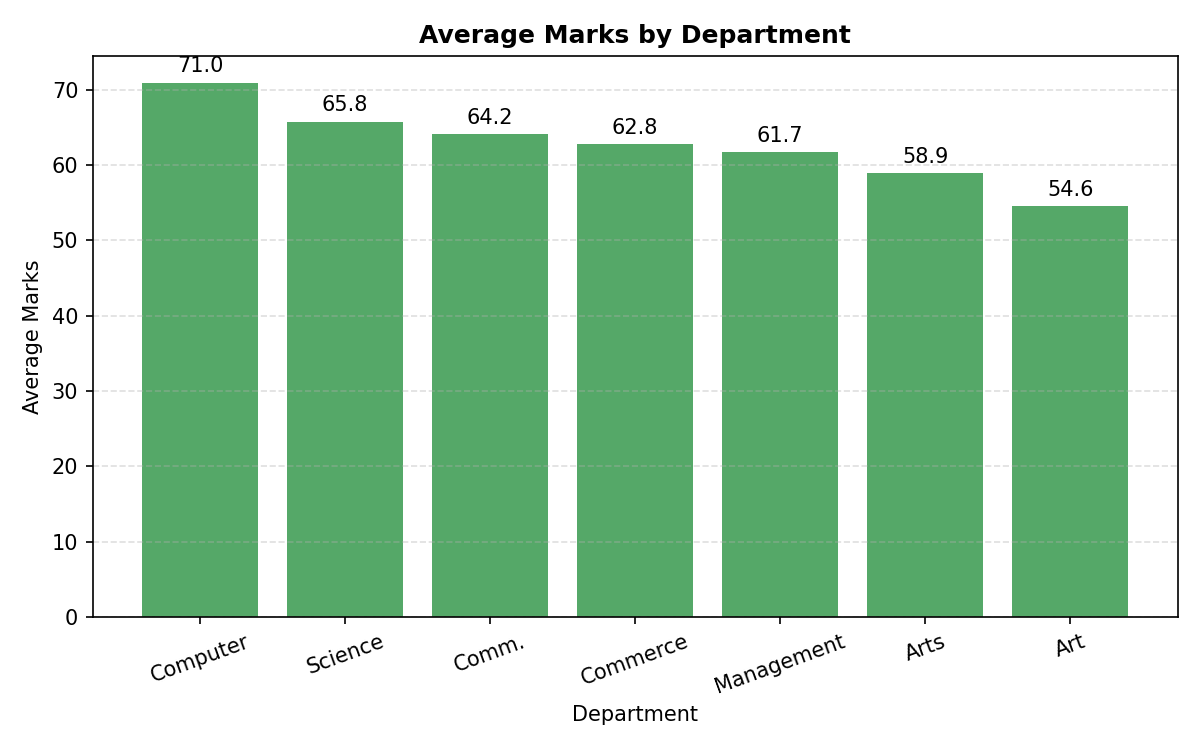 Average Marks by Department
71.0
65.8
64.2
62.8
61.7
58.9
54.6
70
60
50
40
30
20
10
0
Average Marks
Computer
Science
Comm.
Commerce
Management
Arts
Art
Department